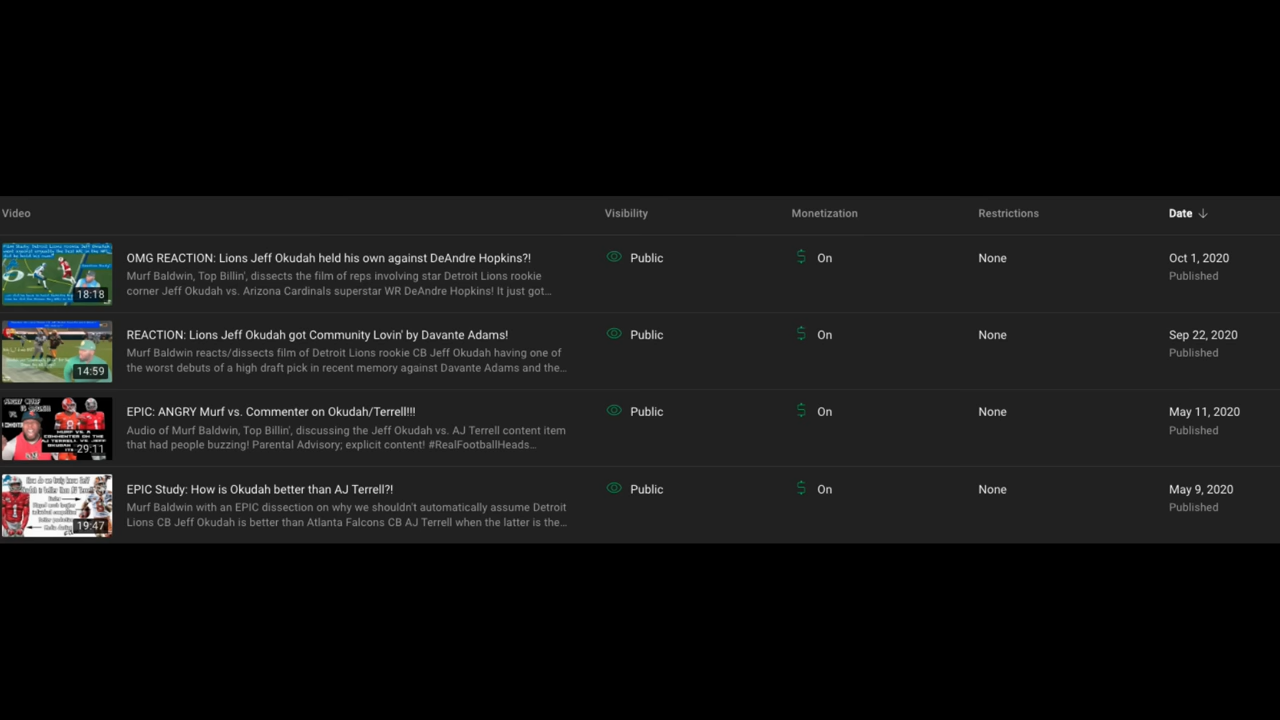 Video Visibility Monetization Restrictions Date
OMG REACTION: Lions Jeff Okudah held his own against DeAndre Hopkins?! Public On None Oct 1, 2020
Murf Baldwin, Top Billin', dissects the film of reps involving star Detroit Lions rookie Published
corner Jeff Okudah vs. Arizona Cardinals superstar WR DeAndre Hopkins! It just got…
18:18
REACTION: Lions Jeff Okudah got Community Lovin' by Davante Adams! Public On None Sep 22, 2020
Murf Baldwin reacts/dissects film of Detroit Lions rookie CB Jeff Okudah having one of Published
the worst debuts of a high draft pick in recent memory against Davante Adams and the…
14:59
EPIC: ANGRY Murf vs. Commenter on Okudah/Terrell!!! Public On None May 11, 2020
Audio of Murf Baldwin, Top Billin', discussing the Jeff Okudah vs. AJ Terrell content item Published
that had people buzzing! Parental Advisory; explicit content! #RealFootballHeads…
29:11
EPIC Study: How is Okudah better than AJ Terrell?! Public On None May 9, 2020
Murf Baldwin with an EPIC dissection on why we shouldn't automatically assume Detroit Published
Lions CB Jeff Okudah is better than Atlanta Falcons CB AJ Terrell when the latter is the…
19:47